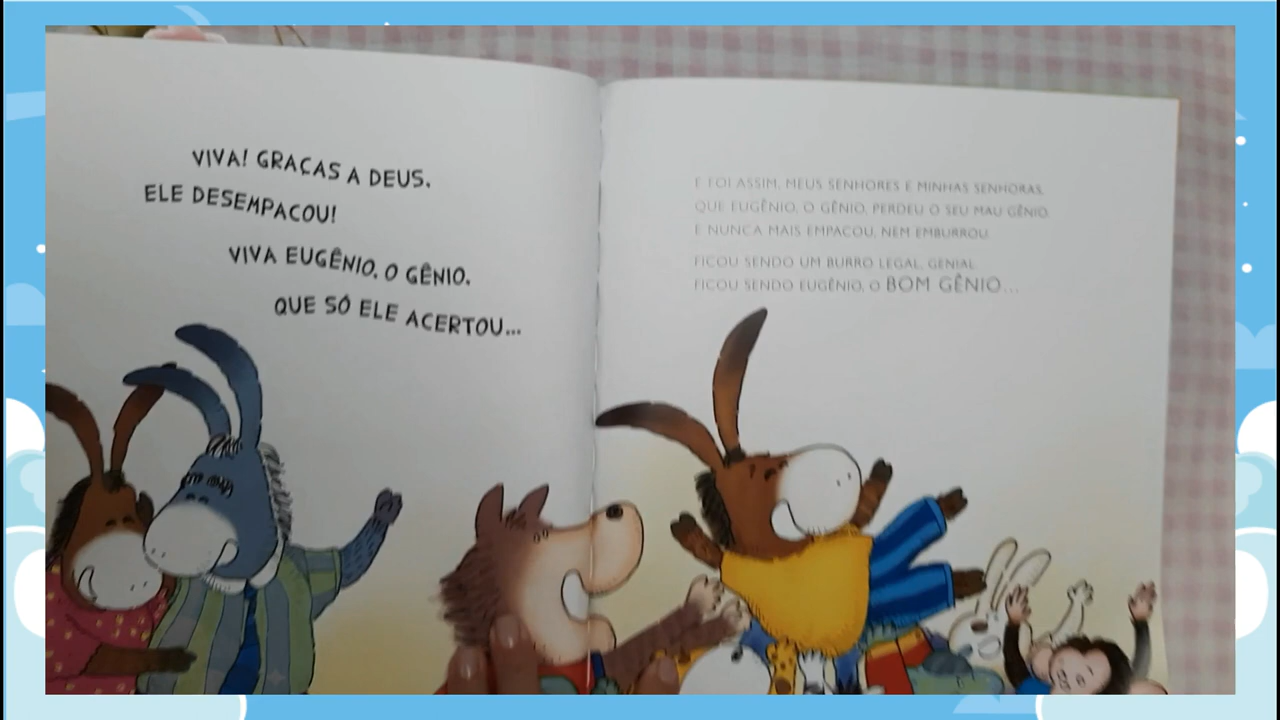 VIVA! GRAÇAS A DEUS.
ELE DESEMPACOU!
VIVA EUGÊNIO, O GÊNIO.
QUE SÓ ELE ACERTOU...
E FOI ASSIM, MEUS SENHORES E MINHAS SENHORAS,
QUE EUGÊNIO, O GÊNIO, PERDEU O SEU MAU GÊNIO,
E NUNCA MAIS EMPACOU, NEM EMBURROU.
FICOU SENDO UM BURRO LEGAL, GENIAL.
FICOU SENDO EUGÊNIO, O BOM GÊNIO...